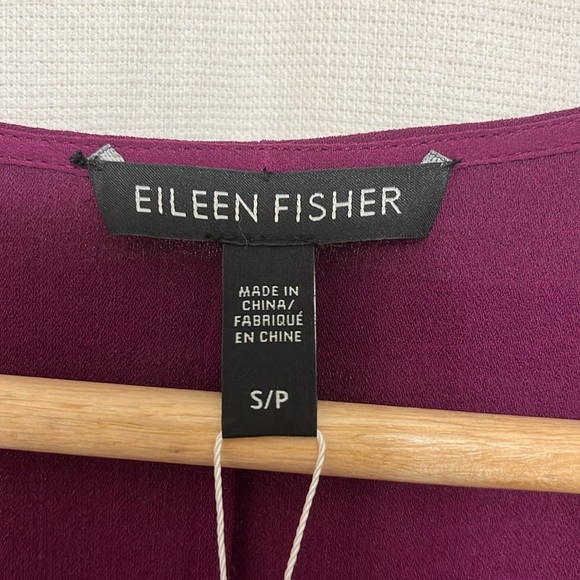 EILEEN FISHER
MADE IN
CHINA/
FABRIQUÉ
EN CHINE
S/P